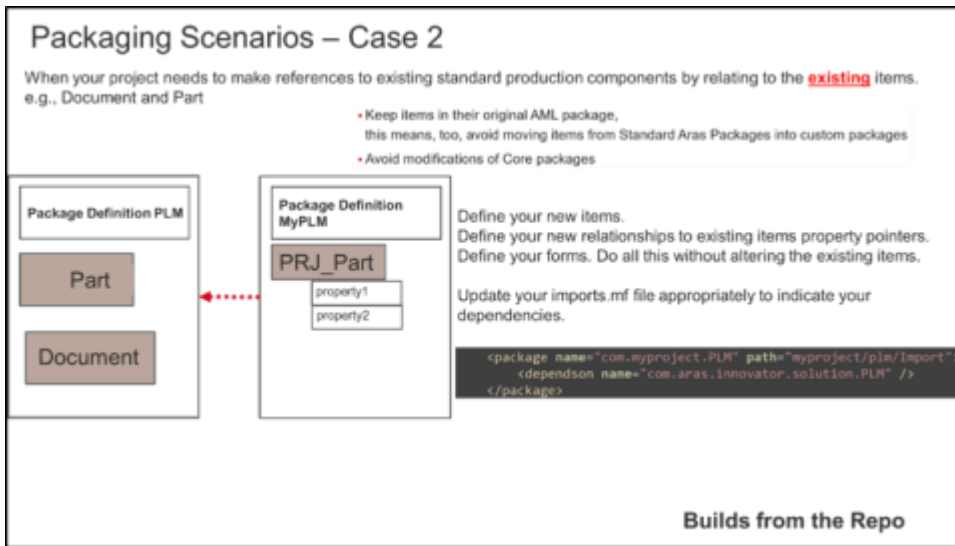 Packaging Scenarios – Case 2
When your project needs to make references to existing standard production components by relating to the existing items.
e.g., Document and Part
• Keep items in their original AML package,
this means, too, avoid moving items from Standard Aras Packages into custom packages
• Avoid modifications of Core packages
Package Definition PLM
Part
Document
Package Definition
MyPLM
PRJ_Part
property1
property2
Define your new items.
Define your new relationships to existing items property pointers.
Define your forms. Do all this without altering the existing items.
Update your imports.mf file appropriately to indicate your
dependencies.
<package name="com.myproject.PLM" path="myproject/plm/Import"
<dependson name="com.aras.innovator.solution.PLM" />
</package>
Builds from the Repo